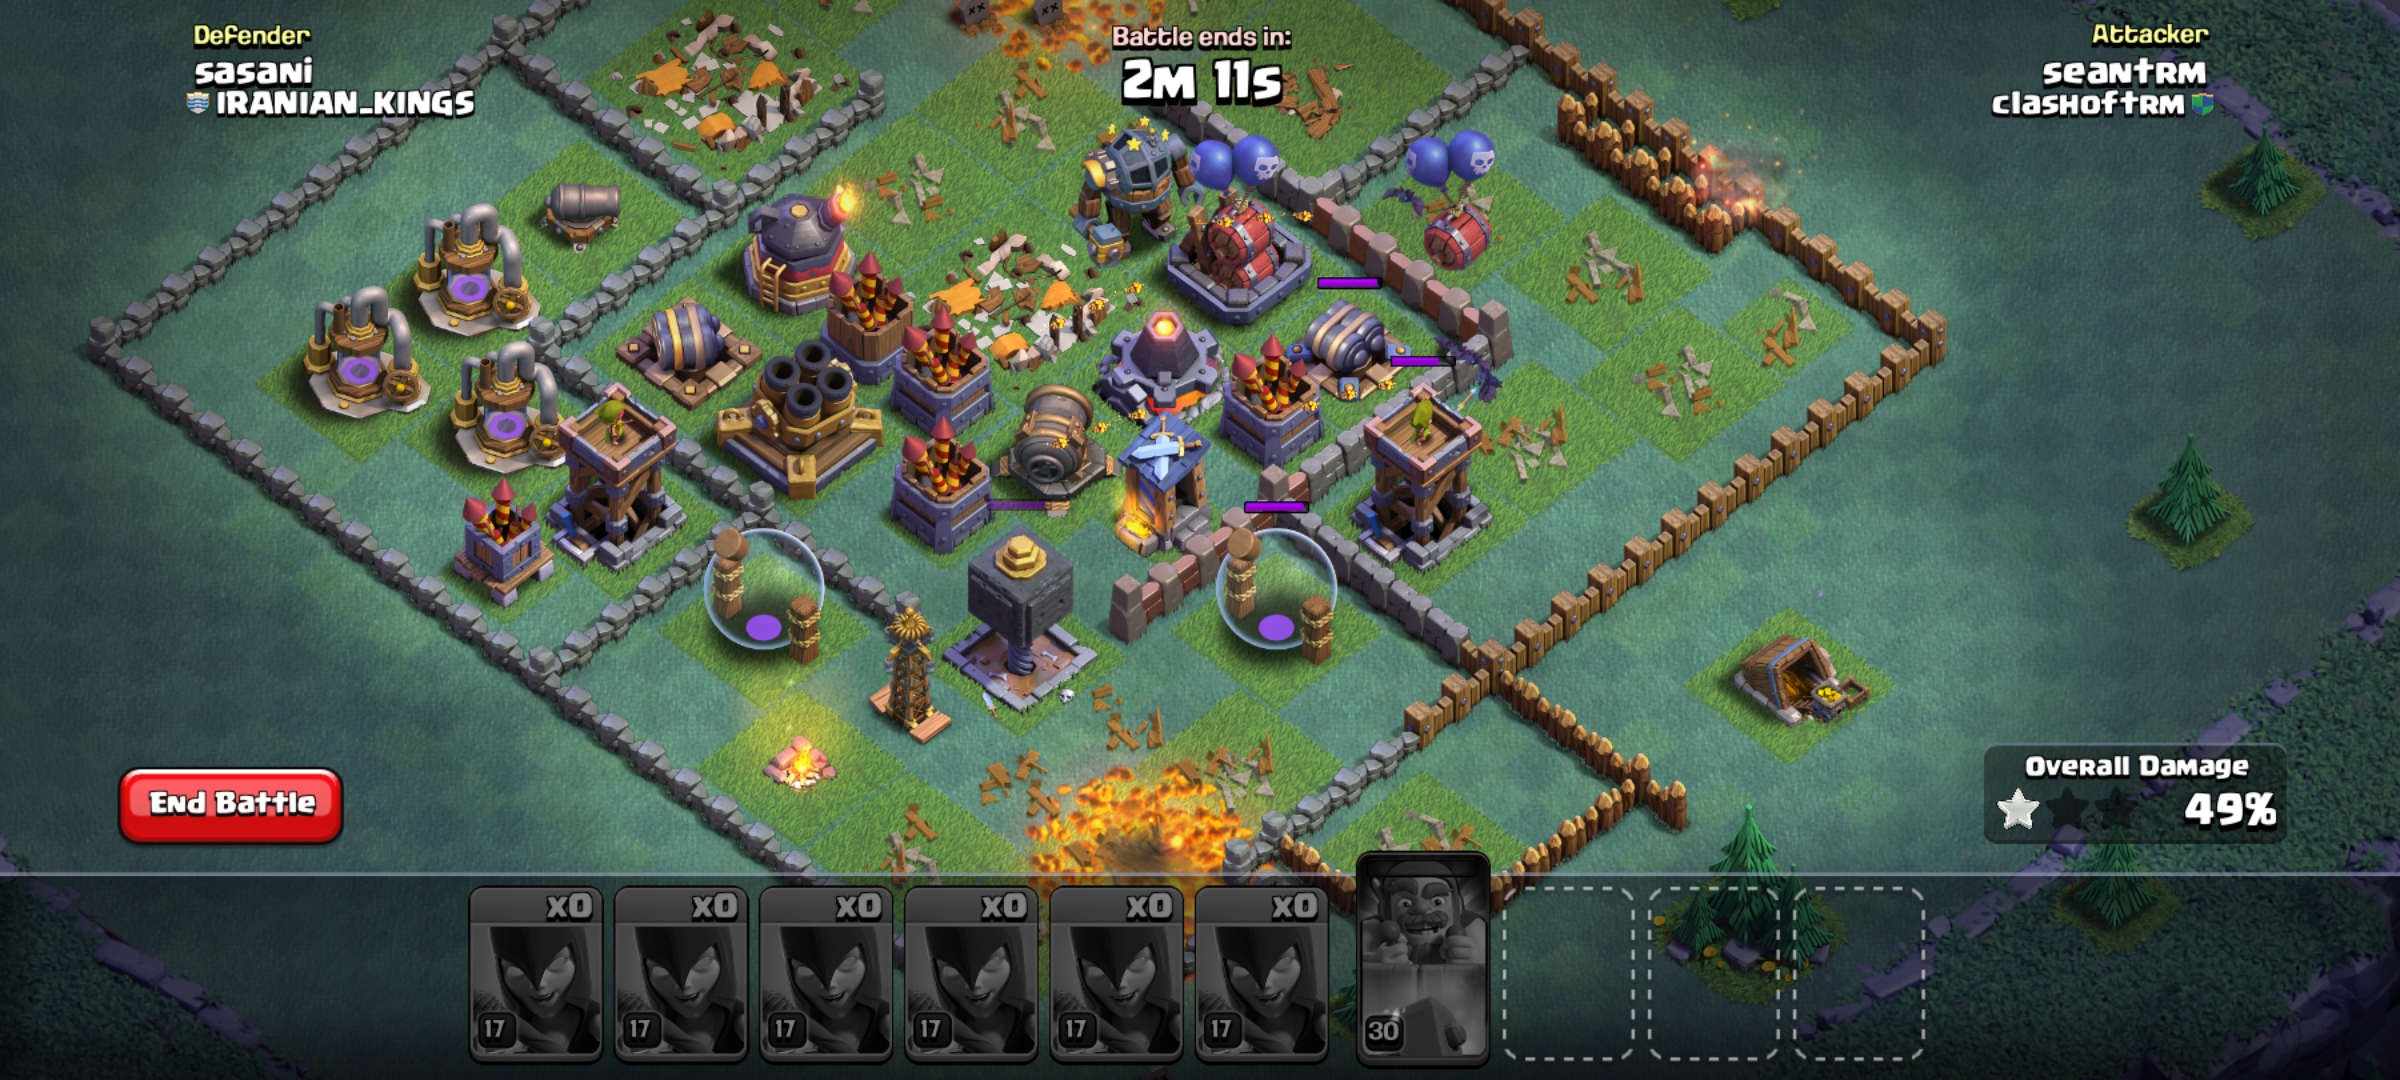 Defender
sasani
IRANIAN_KINGS
Battle ends in:
2M 11s
Attacker
seantRM
clashoftRM
End Battle
Overall Damage
49%
x0 x0 x0 x0 x0 x0
17 17 17 17 17 17 30